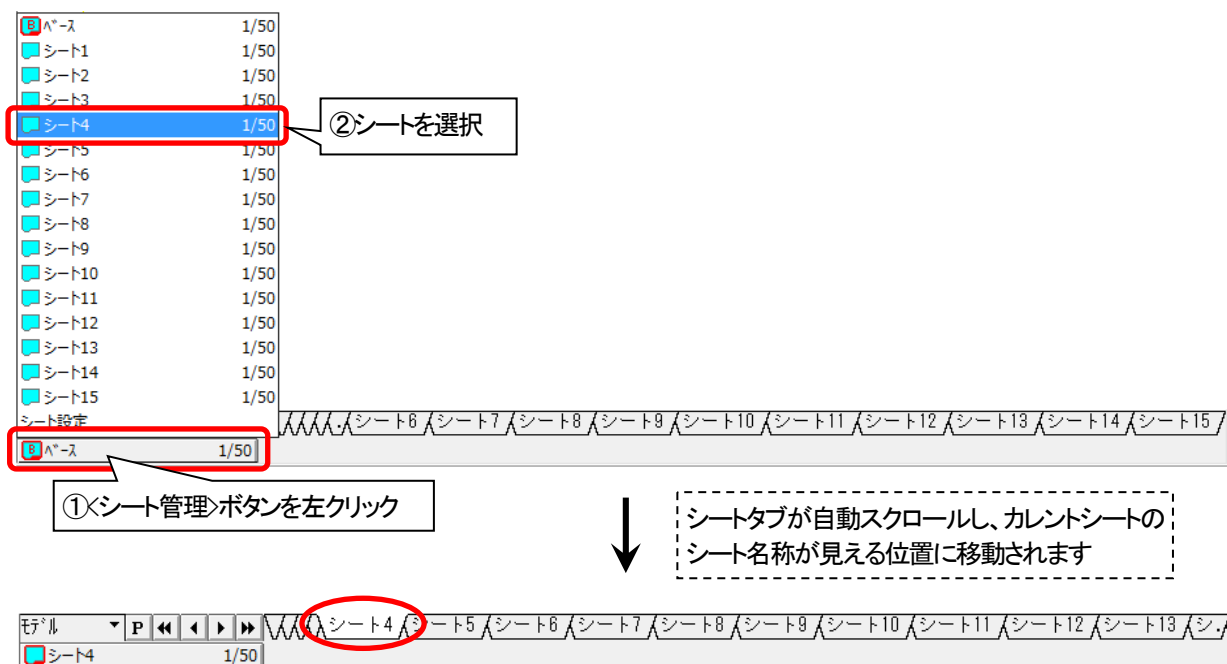 B ﾍﾞｰｽ 1/50
シート1 1/50
シート2 1/50
シート3 1/50
シート4 1/50
②シートを選択
シート5 1/50
シート6 1/50
シート7 1/50
シート8 1/50
シート9 1/50
シート10 1/50
シート11 1/50
シート12 1/50
シート13 1/50
シート14 1/50
シート15 1/50
シート設定
シート6 シート7 シート8 シート9 シート10 シート11 シート12 シート13 シート14 シート15
B ﾍﾞｰｽ 1/50
①<シート管理>ボタンを左クリック
シートタブが自動スクロールし、カレントシートの
シート名称が見える位置に移動されます
ﾓﾃﾞﾙ P シート4 シート5 シート6 シート7 シート8 シート9 シート10 シート11 シート12 シート13 シ.
シート4 1/50